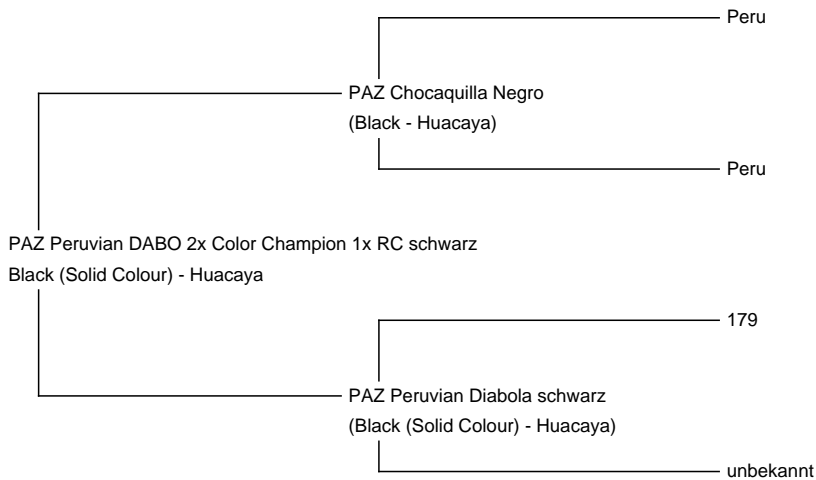 Peru
PAZ Chocaquilla Negro
(Black - Huacaya)
Peru
PAZ Peruvian DABO 2x Color Champion 1x RC schwarz
Black (Solid Colour) - Huacaya
179
PAZ Peruvian Diabola schwarz
(Black (Solid Colour) - Huacaya)
unbekannt